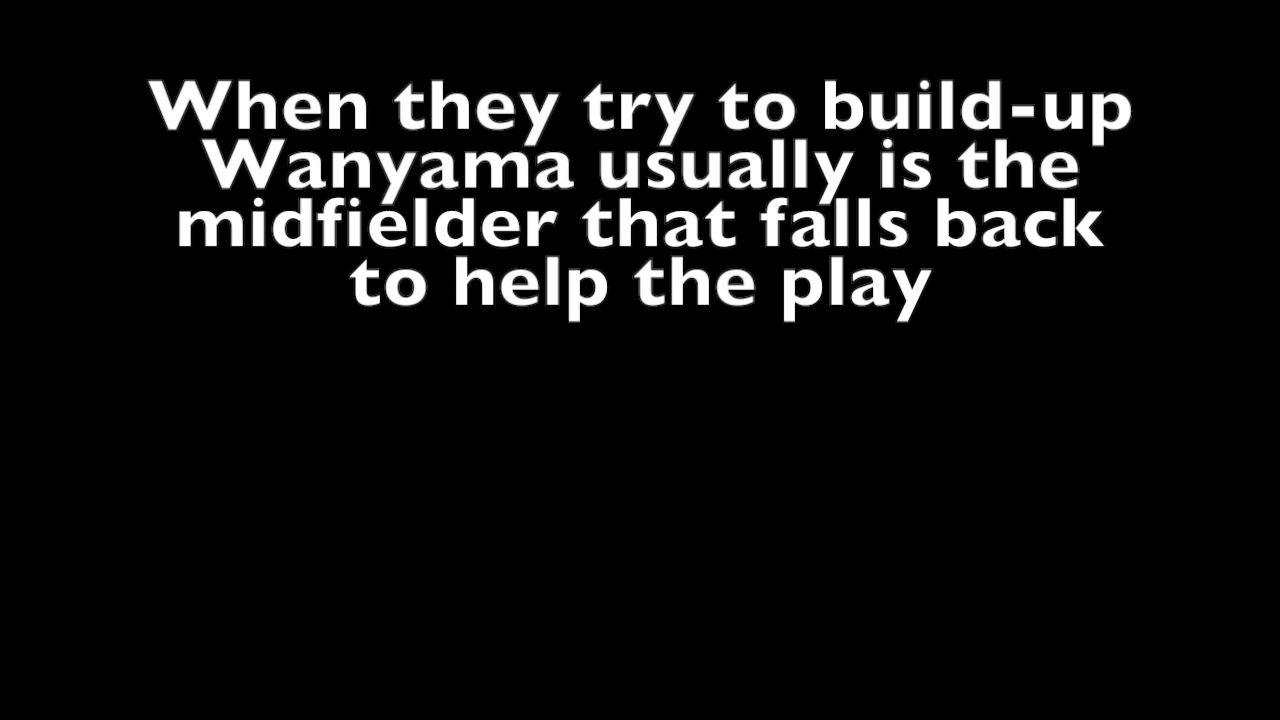 When they try to build-up
Wanyama usually is the
midfielder that falls back
to help the play